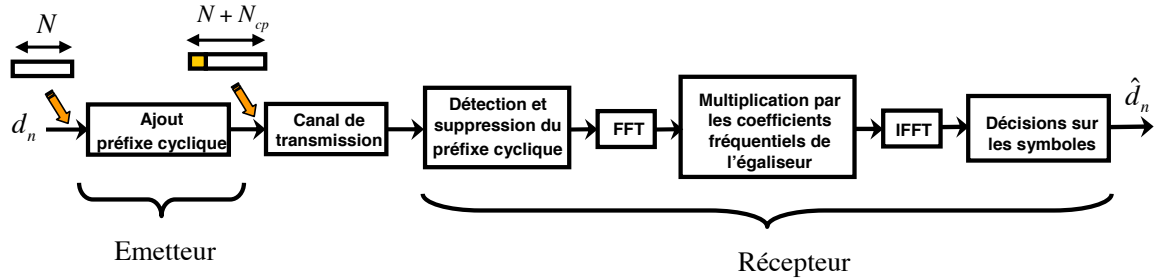 N
N + N_cp
d_n
Ajout
préfixe cyclique
Canal de
transmission
Détection et
suppression du
préfixe cyclique
FFT
Multiplication par
les coefficients
fréquentiels de
l'égaliseur
IFFT
Décisions sur
les symboles
d̂_n
Emetteur
Récepteur